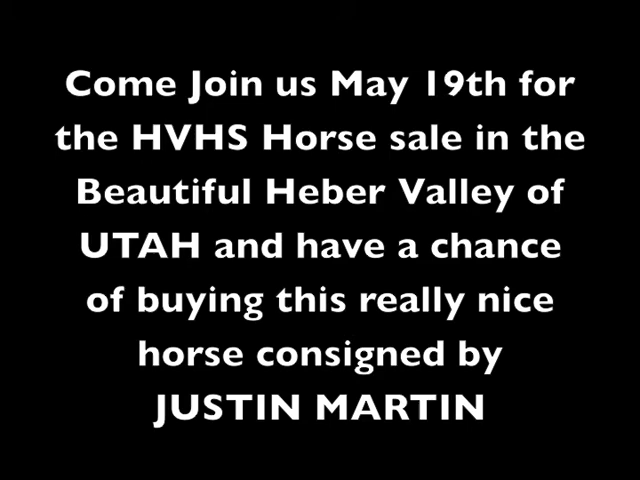 Come Join us May 19th for
the HVHS Horse sale in the
Beautiful Heber Valley of
UTAH and have a chance
of buying this really nice
horse consigned by
JUSTIN MARTIN